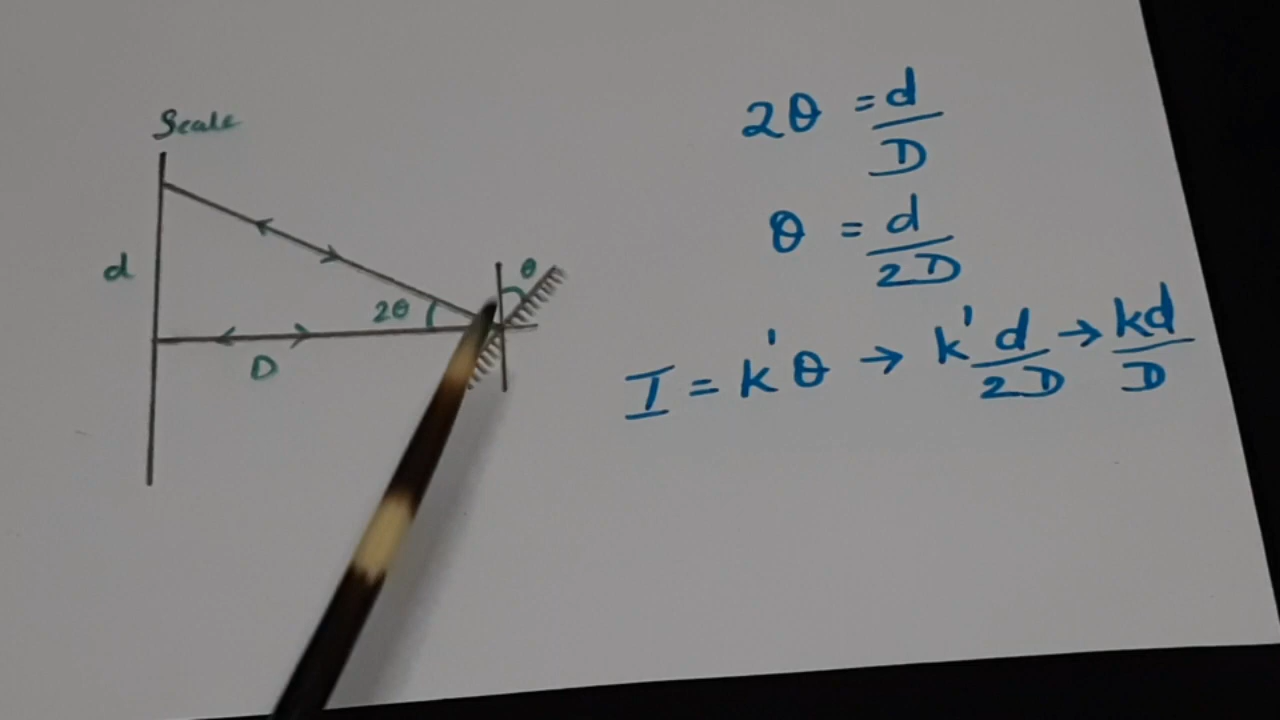 Scale
d
2θ
θ
D
2θ = d/D
θ = d/2D
I = k'θ → k'd/2D → kd/D